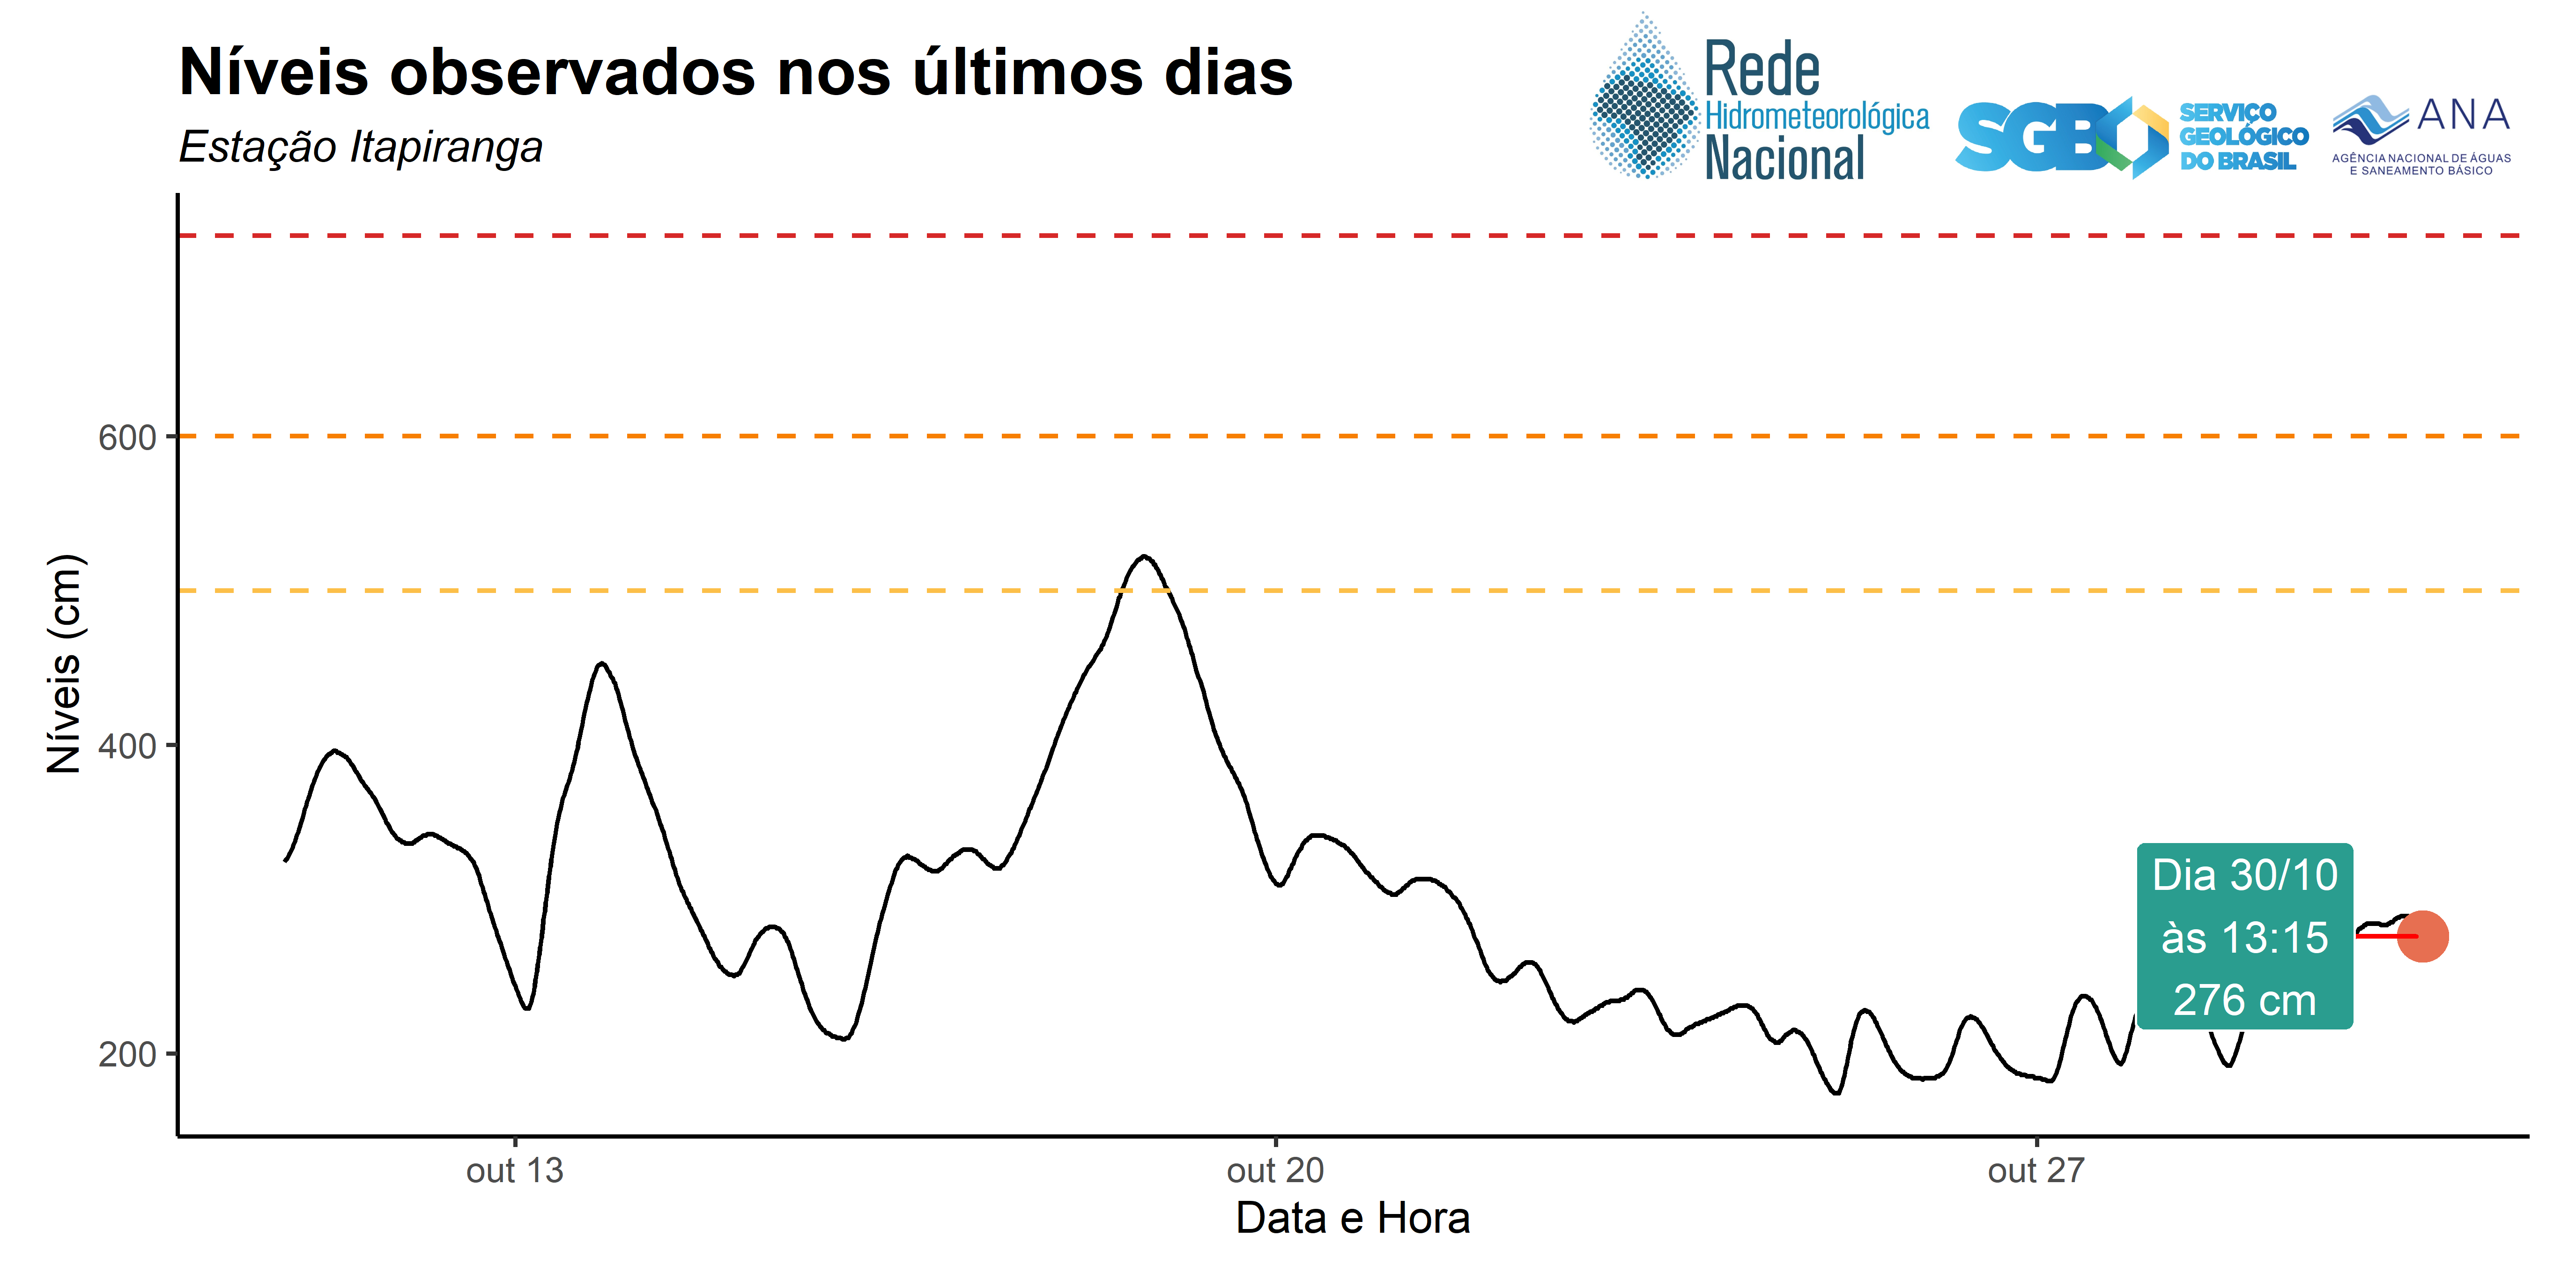 Níveis observados nos últimos dias
Estação Itapiranga
Rede
Hidrometeorológica
Nacional
SGB
SERVIÇO
GEOLÓGICO
DO BRASIL
ANA
AGÊNCIA NACIONAL DE ÁGUAS
E SANEAMENTO BÁSICO
Níveis (cm)
600
400
200
Dia 30/10
às 13:15
276 cm
out 13
out 20
out 27
Data e Hora